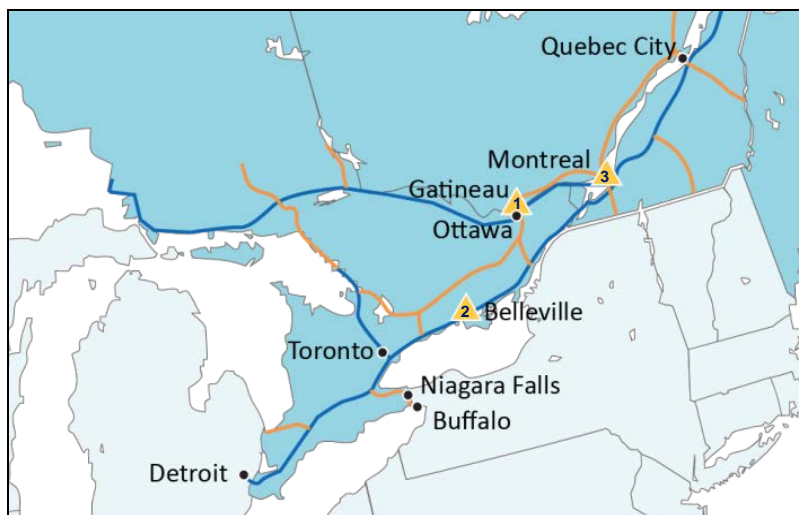 Quebec City
Montreal
3
Gatineau
1
Ottawa
2
Belleville
Toronto
Niagara Falls
Buffalo
Detroit